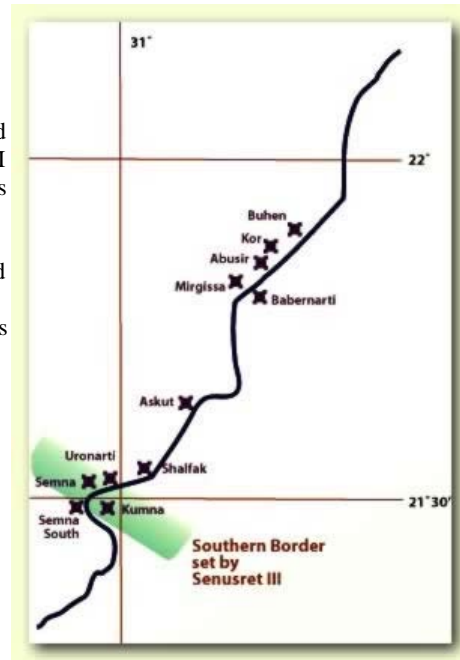 31°
22°
Buhen
Kor
Abusir
Mirgissa
Babernarti
Askut
Uronarti
Shalfak
Semna
21°30'
Semna
South
Kumna
Southern Border
set by
Senusret III